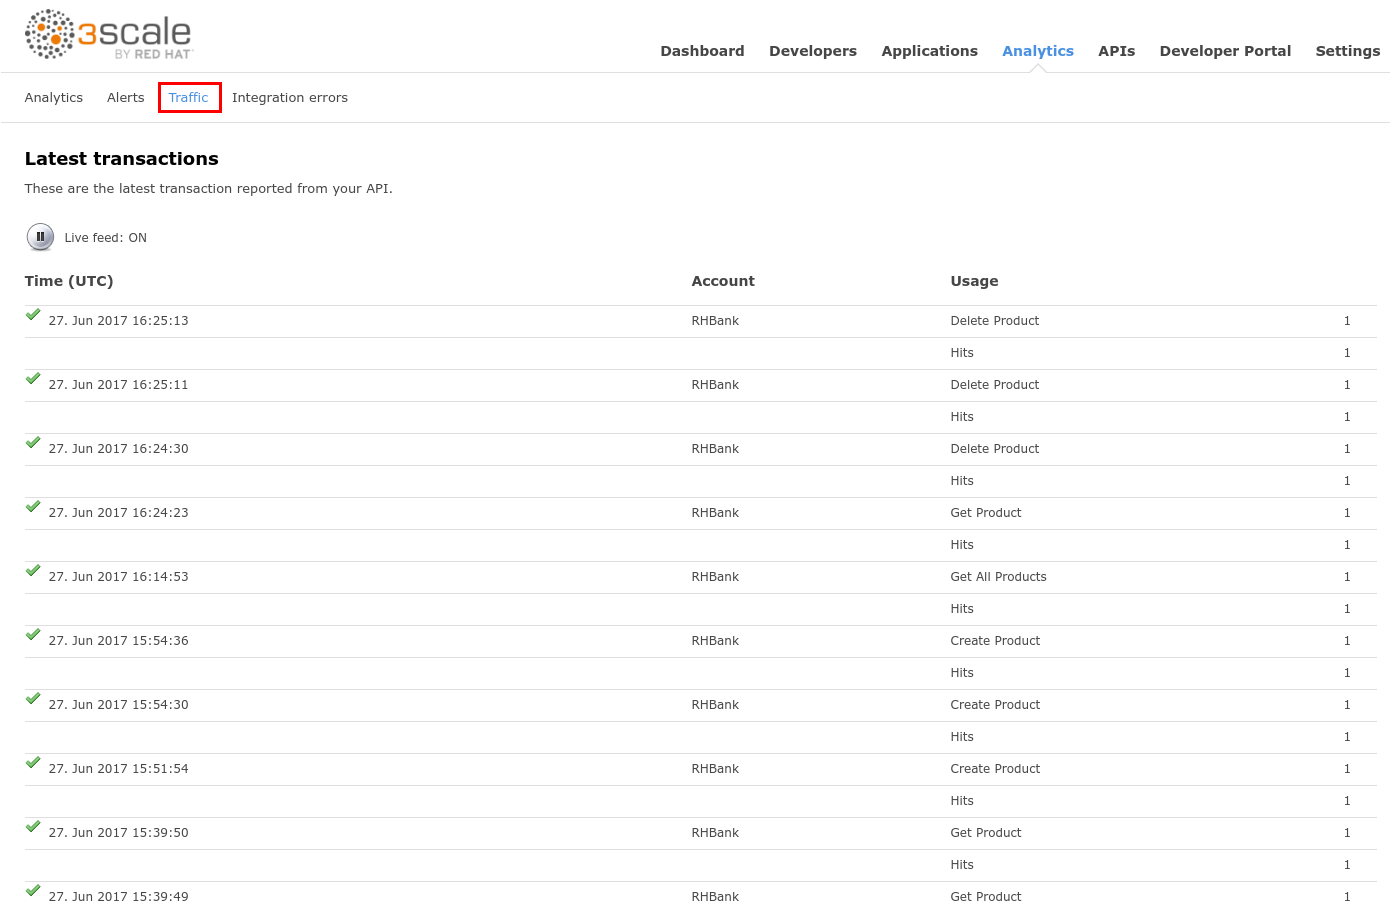 3scale
BY RED HAT
Dashboard Developers Applications Analytics APIs Developer Portal Settings
Analytics Alerts Traffic Integration errors
Latest transactions
These are the latest transaction reported from your API.
Live feed: ON
Time (UTC) Account Usage
27. Jun 2017 16:25:13 RHBank Delete Product 1
Hits 1
27. Jun 2017 16:25:11 RHBank Delete Product 1
Hits 1
27. Jun 2017 16:24:30 RHBank Delete Product 1
Hits 1
27. Jun 2017 16:24:23 RHBank Get Product 1
Hits 1
27. Jun 2017 16:14:53 RHBank Get All Products 1
Hits 1
27. Jun 2017 15:54:36 RHBank Create Product 1
Hits 1
27. Jun 2017 15:54:30 RHBank Create Product 1
Hits 1
27. Jun 2017 15:51:54 RHBank Create Product 1
Hits 1
27. Jun 2017 15:39:50 RHBank Get Product 1
Hits 1
27. Jun 2017 15:39:49 RHBank Get Product 1